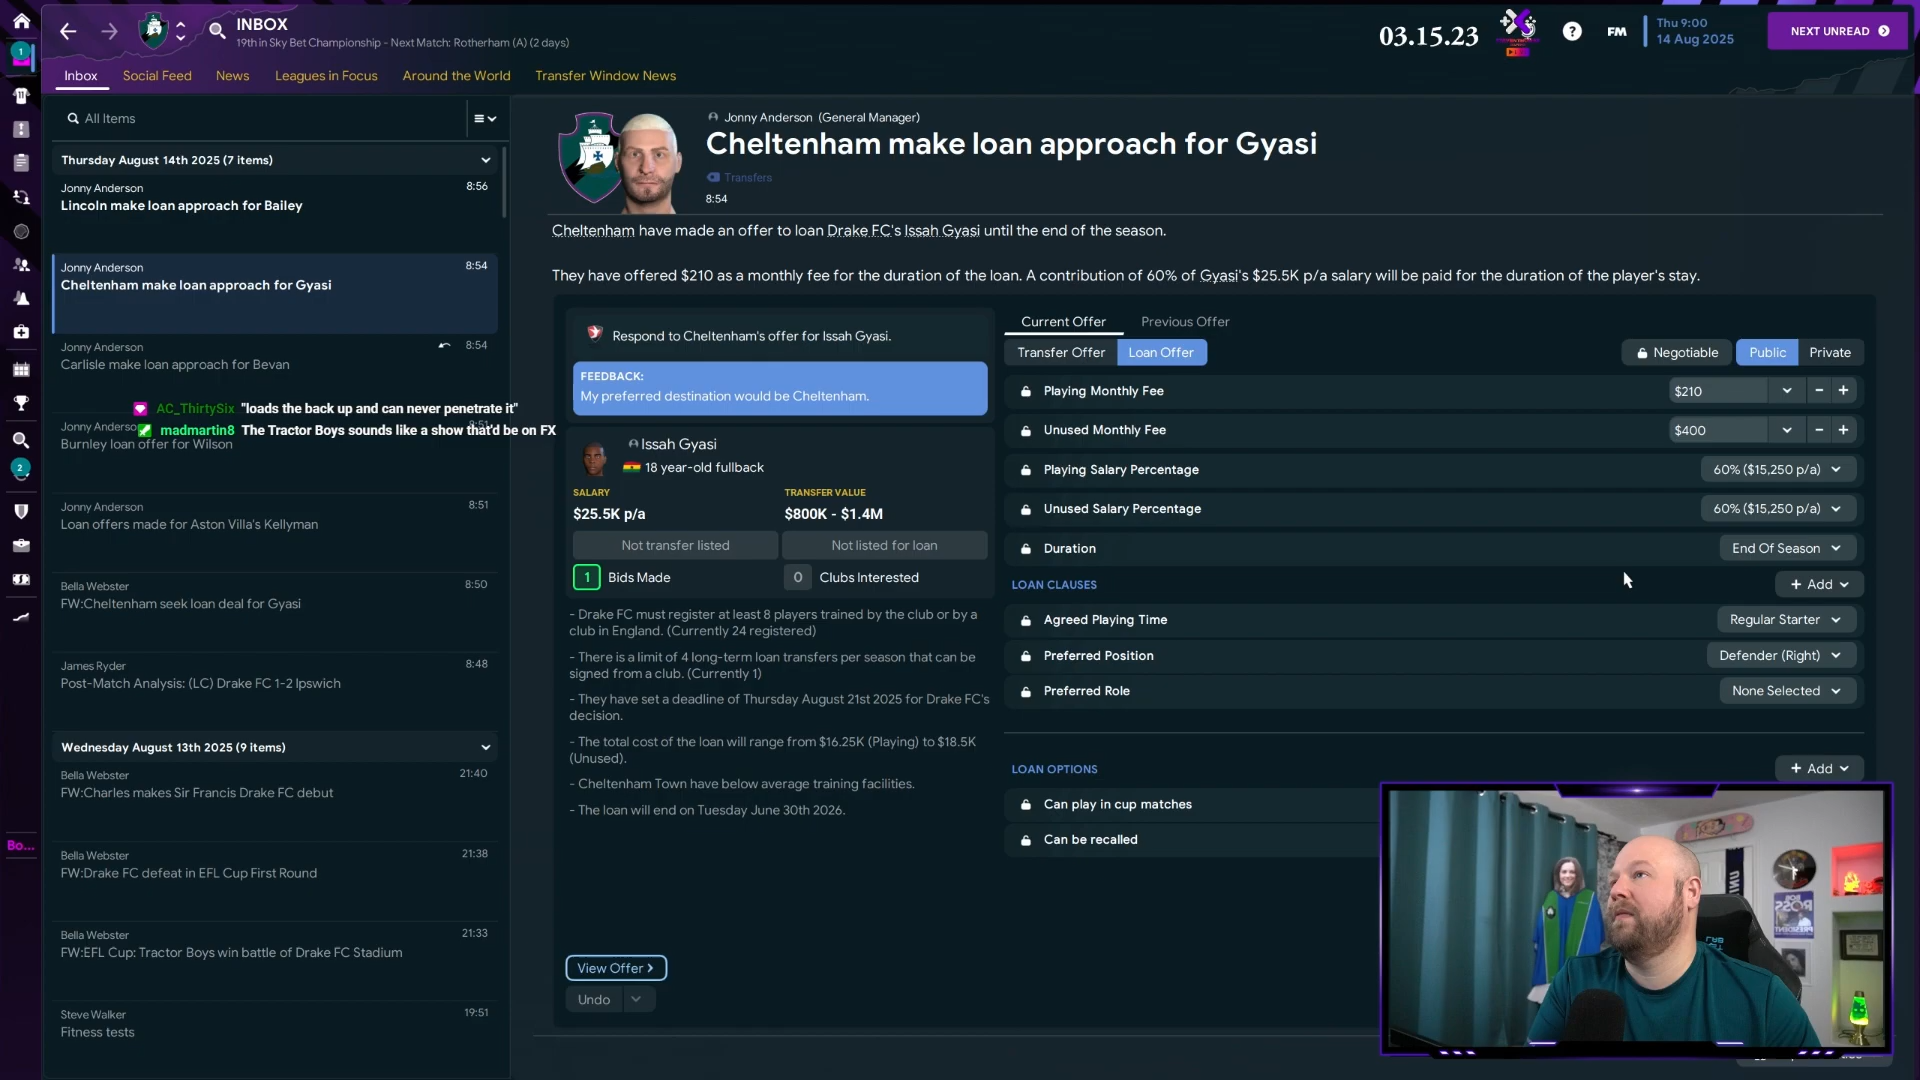 INBOX
19th in Sky Bet Championship - Next Match: Rotherham (A) (2 days)
03.15.23
FM
Thu 9:00
14 Aug 2025
NEXT UNREAD
1
Inbox
Social Feed
News
Leagues in Focus
Around the World
Transfer Window News
All Items
Thursday August 14th 2025 (7 items)
Jonny Anderson 8:56
Lincoln make loan approach for Bailey
Jonny Anderson 8:54
Cheltenham make loan approach for Gyasi
Jonny Anderson 8:54
Carlisle make loan approach for Bevan
AC_ThirtySix "loads the back up and can never penetrate it"
madmartin8 The Tractor Boys sounds like a show that'd be on FX
Burnley loan offer for Wilson
2
Jonny Anderson 8:51
Loan offers made for Aston Villa's Kellyman
Bella Webster 8:50
FW:Cheltenham seek loan deal for Gyasi
James Ryder 8:48
Post-Match Analysis: (LC) Drake FC 1-2 Ipswich
Wednesday August 13th 2025 (9 items)
Bella Webster 21:40
FW:Charles makes Sir Francis Drake FC debut
Bo...
Bella Webster 21:38
FW:Drake FC defeat in EFL Cup First Round
Bella Webster 21:33
FW:EFL Cup: Tractor Boys win battle of Drake FC Stadium
Steve Walker 19:51
Fitness tests
Jonny Anderson (General Manager)
Cheltenham make loan approach for Gyasi
Transfers
8:54
Cheltenham have made an offer to loan Drake FC's Issah Gyasi until the end of the season.
They have offered $210 as a monthly fee for the duration of the loan. A contribution of 60% of Gyasi's $25.5K p/a salary will be paid for the duration of the player's stay.
Respond to Cheltenham's offer for Issah Gyasi.
FEEDBACK:
My preferred destination would be Cheltenham.
Issah Gyasi
18 year-old fullback
SALARY
TRANSFER VALUE
$25.5K p/a
$800K - $1.4M
Not transfer listed
Not listed for loan
1 Bids Made
0 Clubs Interested
- Drake FC must register at least 8 players trained by the club or by a
club in England. (Currently 24 registered)
- There is a limit of 4 long-term loan transfers per season that can be
signed from a club. (Currently 1)
- They have set a deadline of Thursday August 21st 2025 for Drake FC's
decision.
- The total cost of the loan will range from $16.25K (Playing) to $18.5K
(Unused).
- Cheltenham Town have below average training facilities.
- The loan will end on Tuesday June 30th 2026.
View Offer
Undo
Current Offer
Previous Offer
Transfer Offer
Loan Offer
Negotiable
Public
Private
Playing Monthly Fee $210
Unused Monthly Fee $400
Playing Salary Percentage 60% ($15,250 p/a)
Unused Salary Percentage 60% ($15,250 p/a)
Duration End Of Season
LOAN CLAUSES + Add
Agreed Playing Time Regular Starter
Preferred Position Defender (Right)
Preferred Role None Selected
LOAN OPTIONS + Add
Can play in cup matches
Can be recalled